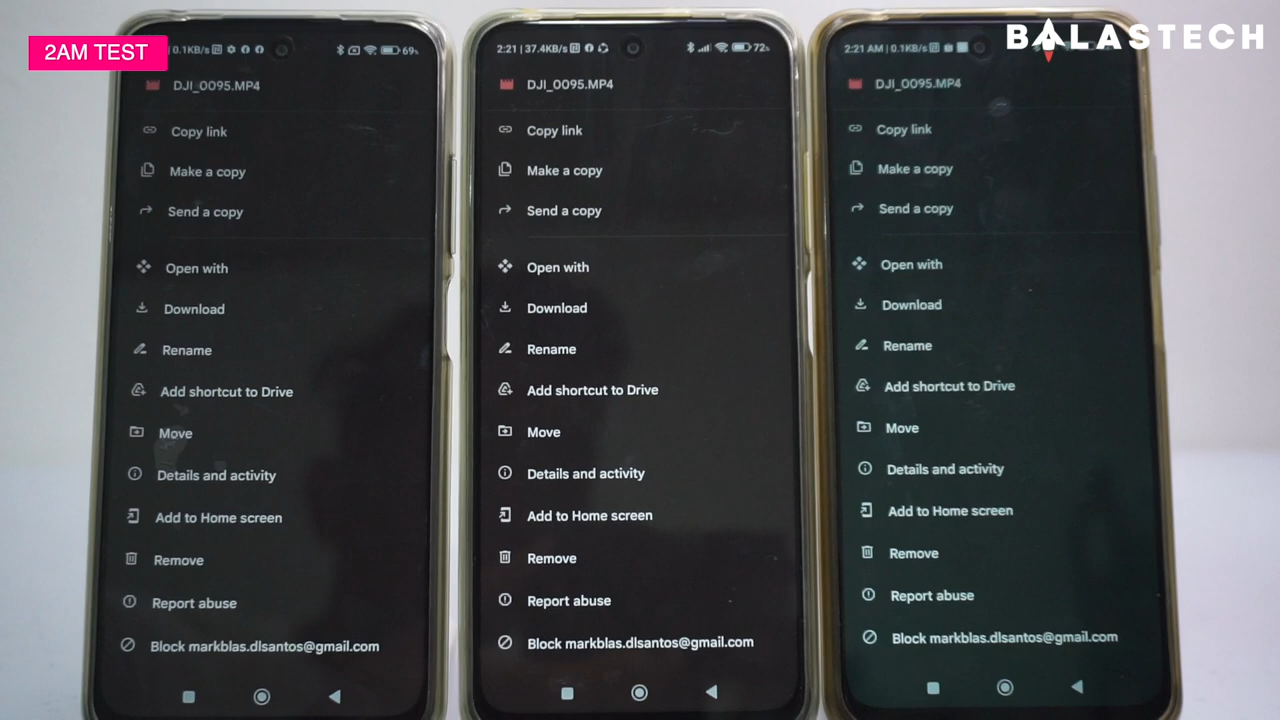 2AM TEST
BALASTECH
0.1KB/s
69%
DJI_0095.MP4
Copy link
Make a copy
Send a copy
Open with
Download
Rename
Add shortcut to Drive
Move
Details and activity
Add to Home screen
Remove
Report abuse
Block markblas.dlsantos@gmail.com
2:21 | 37.4KB/s
72%
DJI_0095.MP4
Copy link
Make a copy
Send a copy
Open with
Download
Rename
Add shortcut to Drive
Move
Details and activity
Add to Home screen
Remove
Report abuse
Block markblas.dlsantos@gmail.com
2:21 AM | 0.1KB/s
DJI_0095.MP4
Copy link
Make a copy
Send a copy
Open with
Download
Rename
Add shortcut to Drive
Move
Details and activity
Add to Home screen
Remove
Report abuse
Block markblas.dlsantos@gmail.com